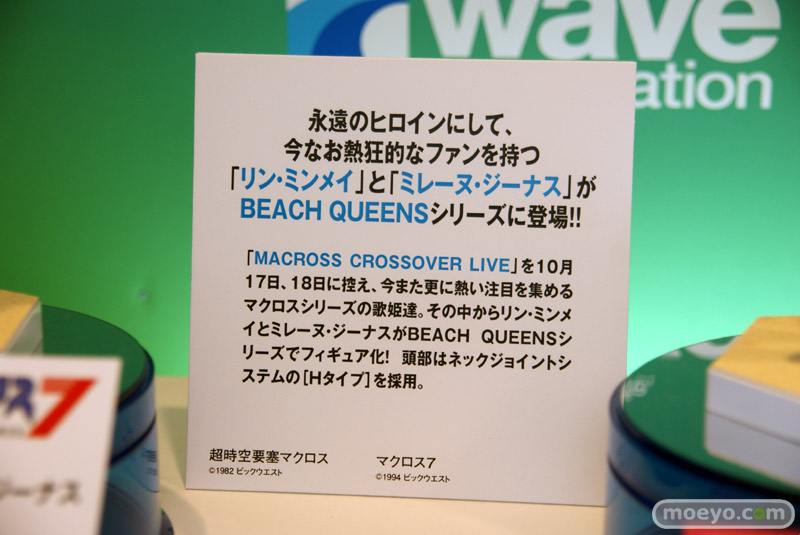 wave
ation
永遠のヒロインにして、
今なお熱狂的なファンを持つ
「リン・ミンメイ」と「ミレーヌ・ジーナス」が
BEACH QUEENSシリーズに登場!!
「MACROSS CROSSOVER LIVE」を10月
17日、18日に控え、今また更に熱い注目を集める
マクロスシリーズの歌姫達。その中からリン・ミンメ
イとミレーヌ・ジーナスがBEACH QUEENSシ
リーズでフィギュア化! 頭部はネックジョイントシ
ステムの[Hタイプ]を採用。
超時空要塞マクロス
©1982 ビックウエスト
マクロス7
©1994 ビックウエスト
ス7
ジーナス
moeyo.com